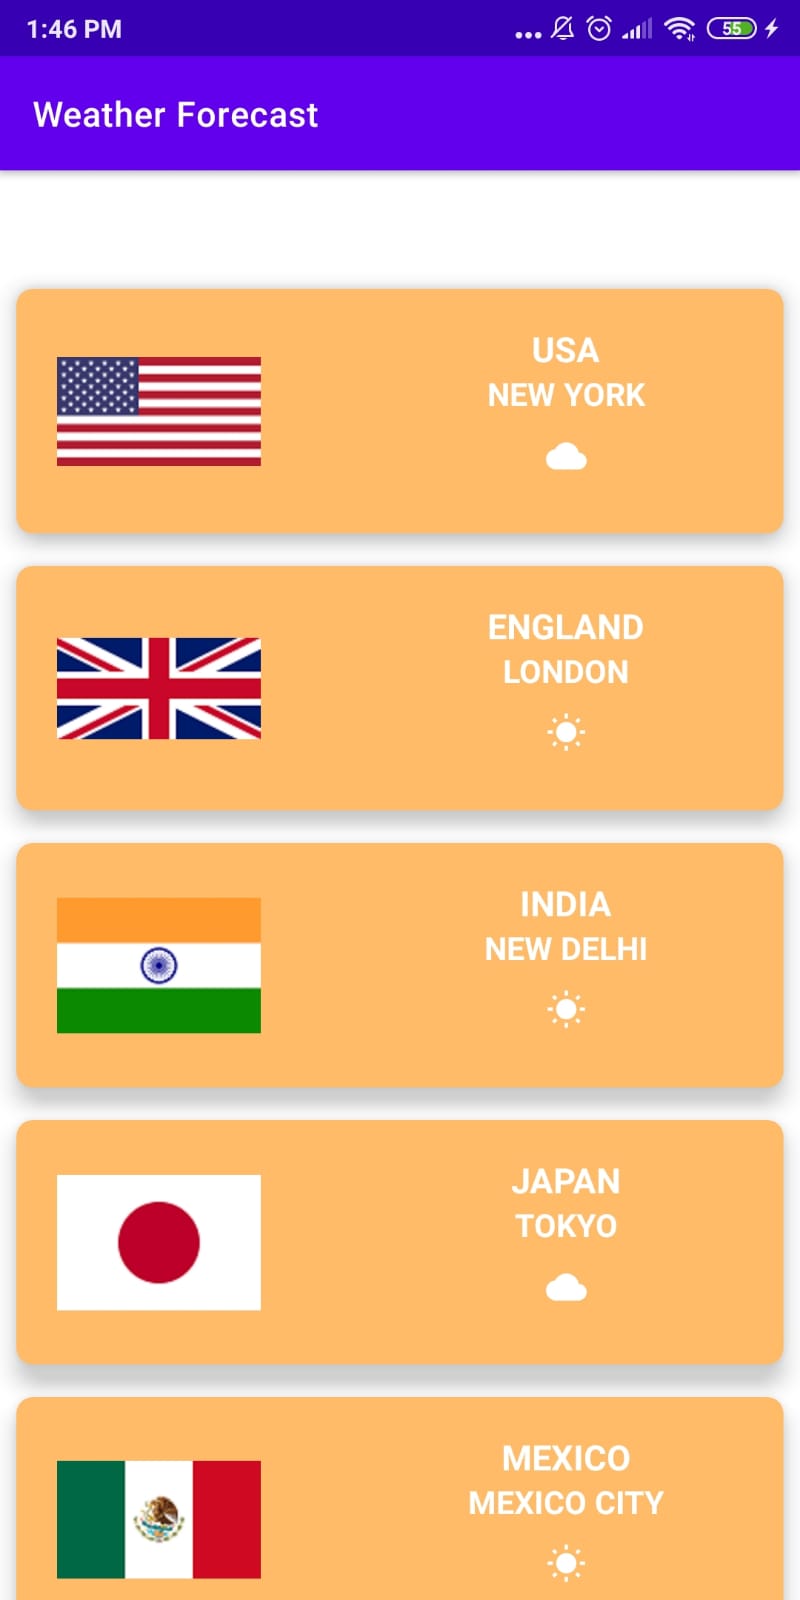 1:46 PM
55
Weather Forecast
USA
NEW YORK
ENGLAND
LONDON
INDIA
NEW DELHI
JAPAN
TOKYO
MEXICO
MEXICO CITY